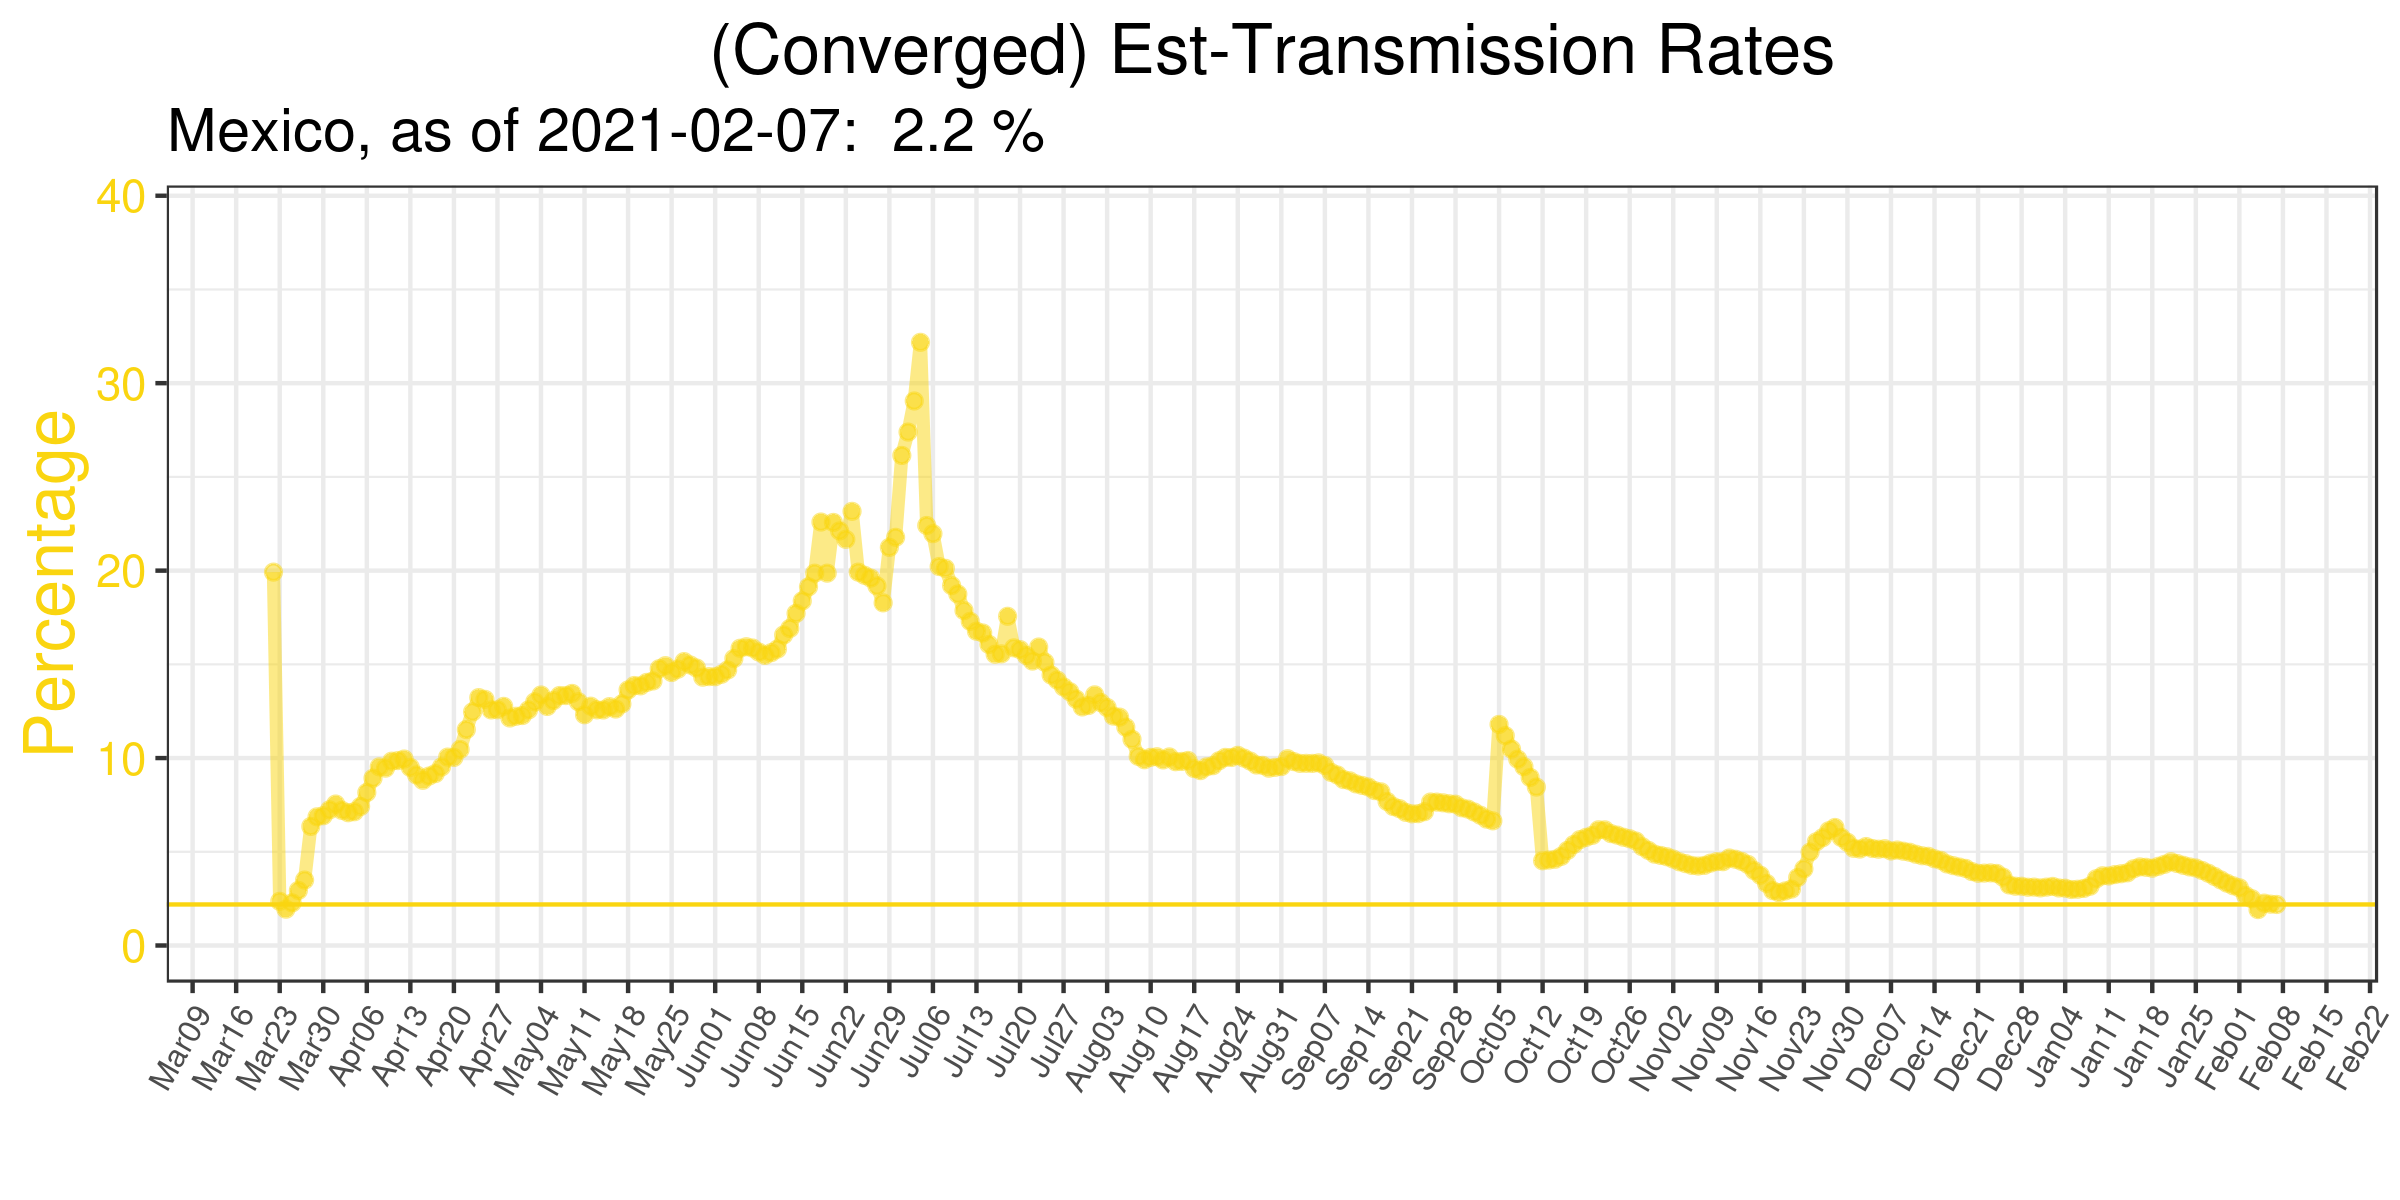 (Converged) Est-Transmission Rates
Mexico, as of 2021-02-07:  2.2 %
Percentage
40
30
20
10
0
Mar09
Mar16
Mar23
Mar30
Apr06
Apr13
Apr20
Apr27
May04
May11
May18
May25
Jun01
Jun08
Jun15
Jun22
Jun29
Jul06
Jul13
Jul20
Jul27
Aug03
Aug10
Aug17
Aug24
Aug31
Sep07
Sep14
Sep21
Sep28
Oct05
Oct12
Oct19
Oct26
Nov02
Nov09
Nov16
Nov23
Nov30
Dec07
Dec14
Dec21
Dec28
Jan04
Jan11
Jan18
Jan25
Feb01
Feb08
Feb15
Feb22